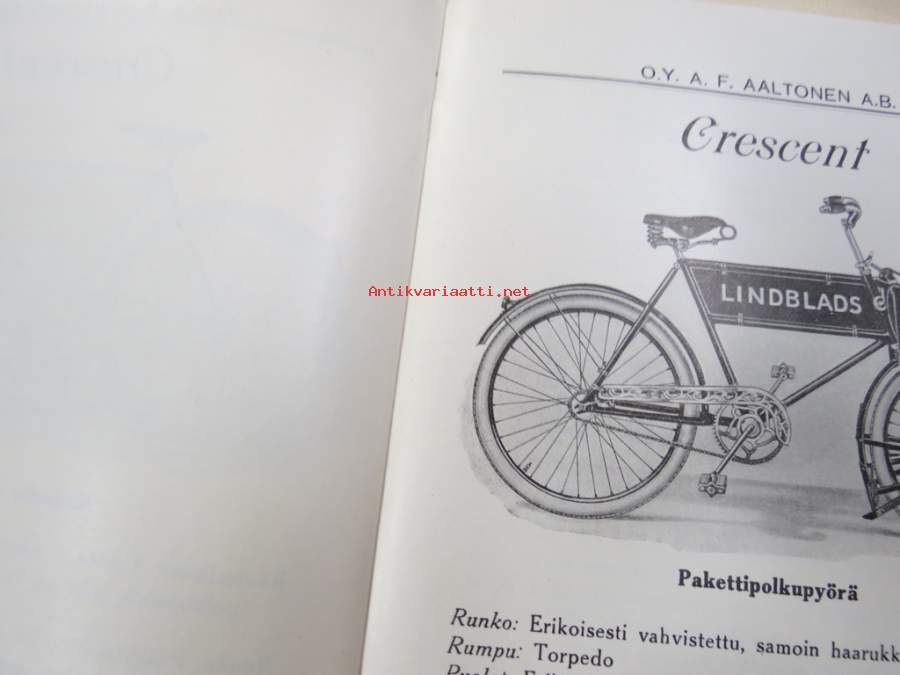 O.Y. A. F. AALTONEN A.B.
Crescent
Antikvariaatti.net
LINDBLADS
Pakettipolkupyörä
Runko: Erikoisesti vahvistettu, samoin haarukk
Rumpu: Torpedo